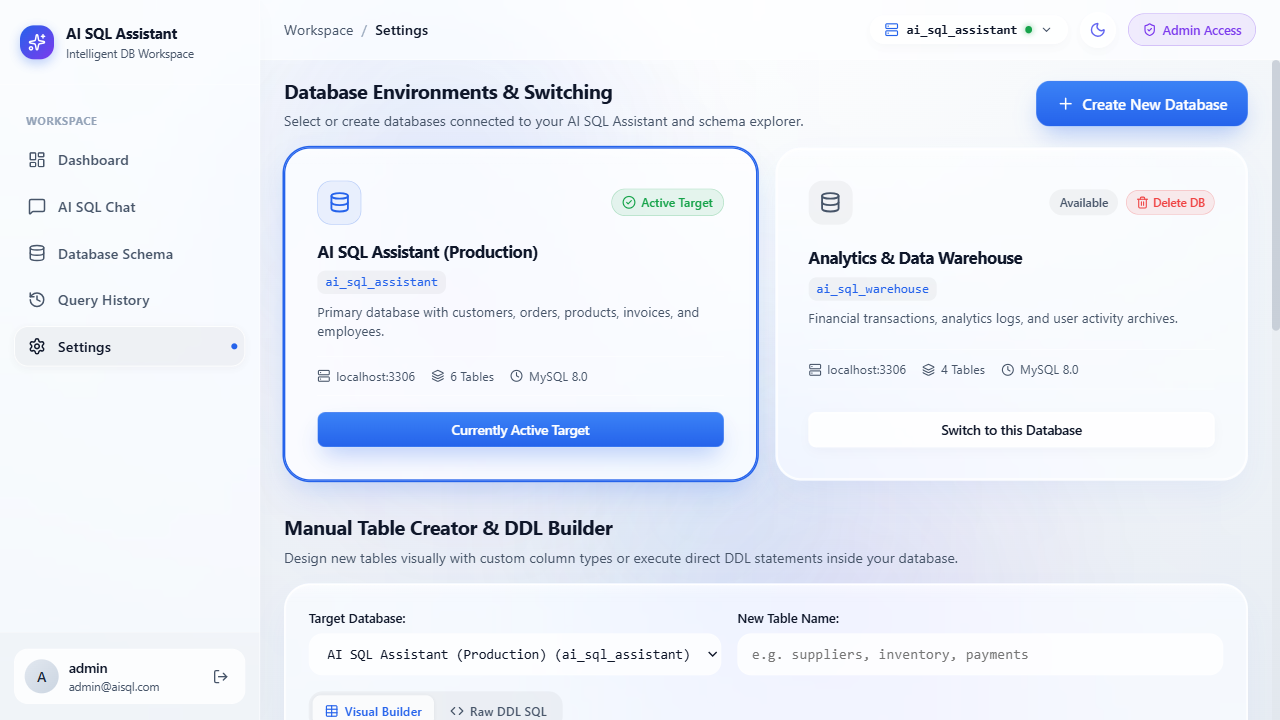 AI SQL Assistant
Intelligent DB Workspace
WORKSPACE
Dashboard
AI SQL Chat
Database Schema
Query History
Settings
A
admin
admin@aisql.com
Workspace / Settings
ai_sql_assistant
Admin Access
Database Environments & Switching
Select or create databases connected to your AI SQL Assistant and schema explorer.
Create New Database
Active Target
AI SQL Assistant (Production)
ai_sql_assistant
Primary database with customers, orders, products, invoices, and
employees.
localhost:3306 6 Tables MySQL 8.0
Currently Active Target
Available Delete DB
Analytics & Data Warehouse
ai_sql_warehouse
Financial transactions, analytics logs, and user activity archives.
localhost:3306 4 Tables MySQL 8.0
Switch to this Database
Manual Table Creator & DDL Builder
Design new tables visually with custom column types or execute direct DDL statements inside your database.
Target Database:
AI SQL Assistant (Production) (ai_sql_assistant)
New Table Name:
e.g. suppliers, inventory, payments
Visual Builder Raw DDL SQL